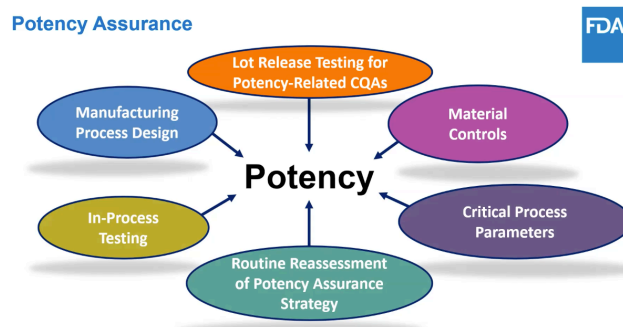 Potency Assurance
FDA
Lot Release Testing for
Potency-Related CQAs
Manufacturing
Process Design
Material
Controls
Potency
In-Process
Testing
Critical Process
Parameters
Routine Reassessment
of Potency Assurance
Strategy